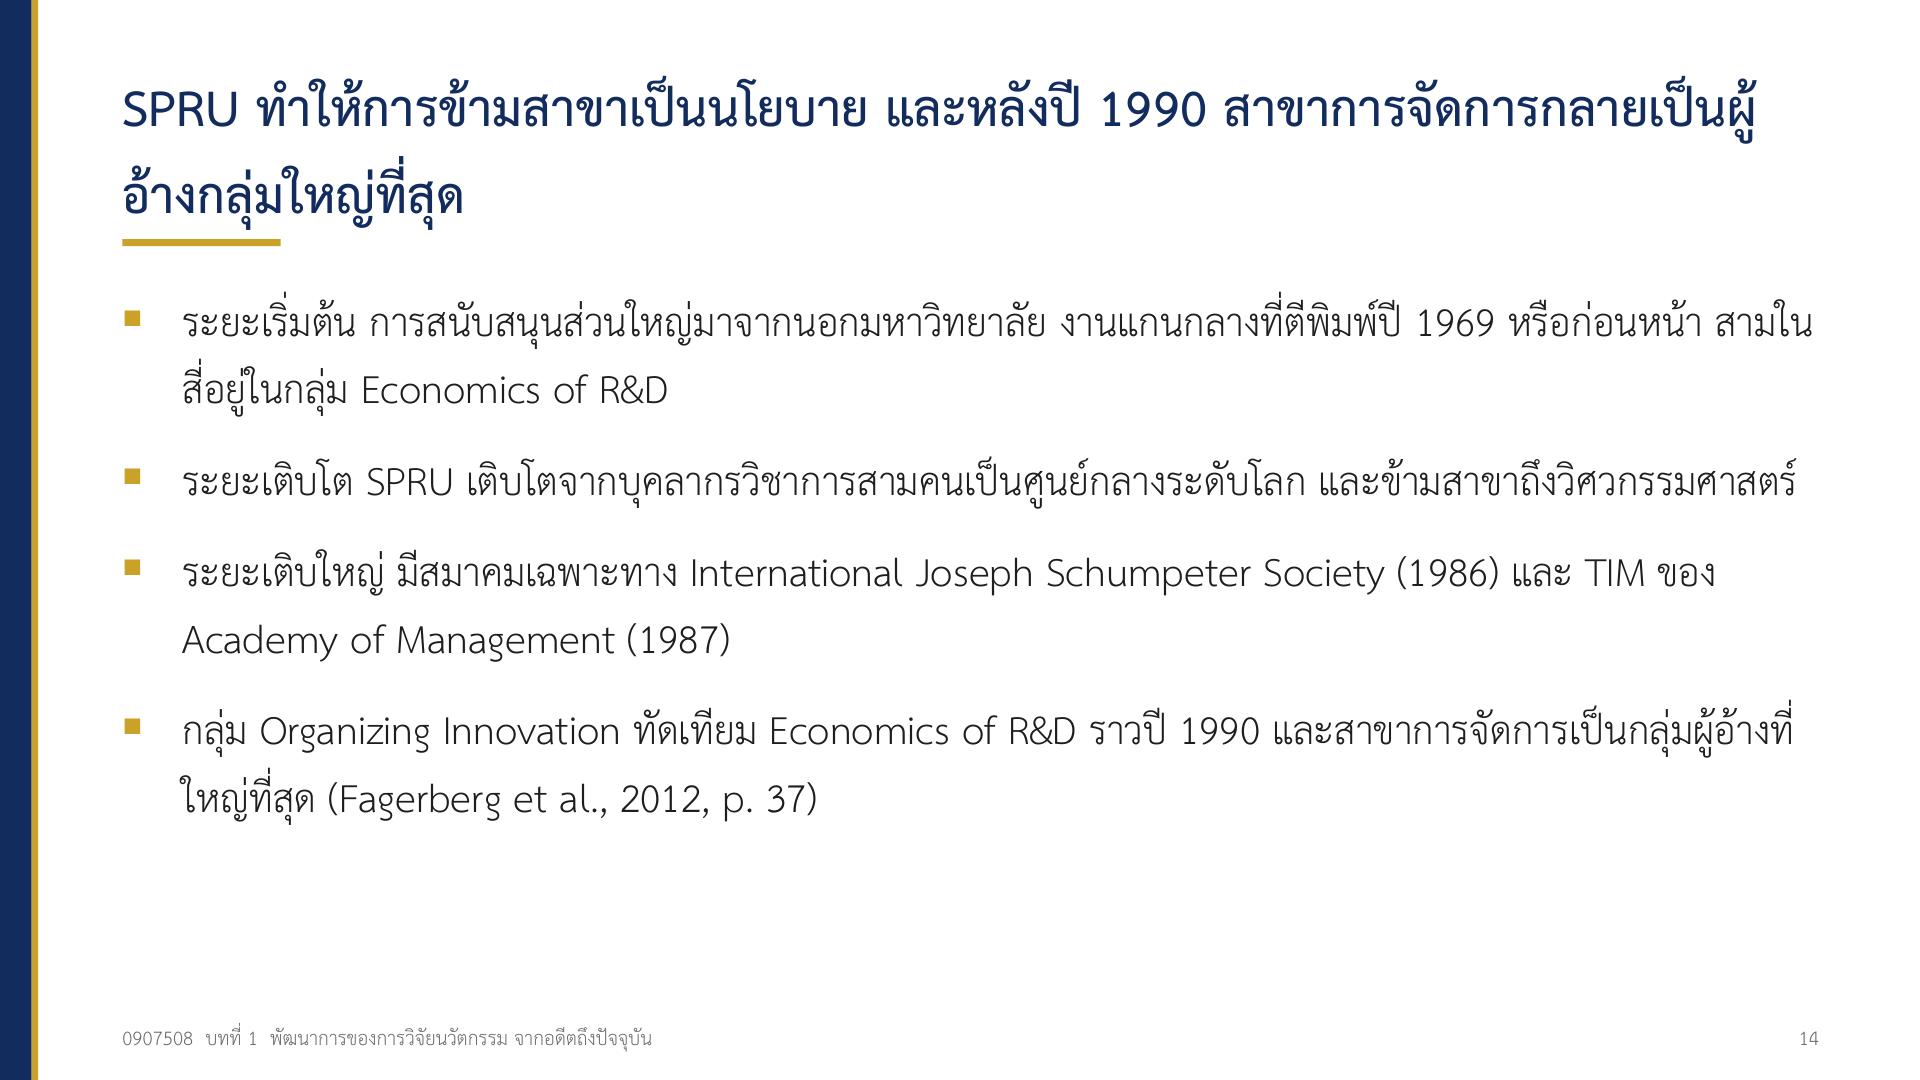 SPRU ทำให้การข้ามสาขาเป็นนโยบาย และหลังปี 1990 สาขาการจัดการกลายเป็นผู้
อ้างกลุ่มใหญ่ที่สุด
▪ ระยะเริ่มต้น การสนับสนุนส่วนใหญ่มาจากนอกมหาวิทยาลัย งานแกนกลางที่ตีพิมพ์ปี 1969 หรือก่อนหน้า สามใน
สี่อยู่ในกลุ่ม Economics of R&D
▪ ระยะเติบโต SPRU เติบโตจากบุคลากรวิชาการสามคนเป็นศูนย์กลางระดับโลก และข้ามสาขาถึงวิศวกรรมศาสตร์
▪ ระยะเติบใหญ่ มีสมาคมเฉพาะทาง International Joseph Schumpeter Society (1986) และ TIM ของ
Academy of Management (1987)
▪ กลุ่ม Organizing Innovation ทัดเทียม Economics of R&D ราวปี 1990 และสาขาการจัดการเป็นกลุ่มผู้อ้างที่
ใหญ่ที่สุด (Fagerberg et al., 2012, p. 37)
0907508 บทที่ 1 พัฒนาการของการวิจัยนวัตกรรม จากอดีตถึงปัจจุบัน
14